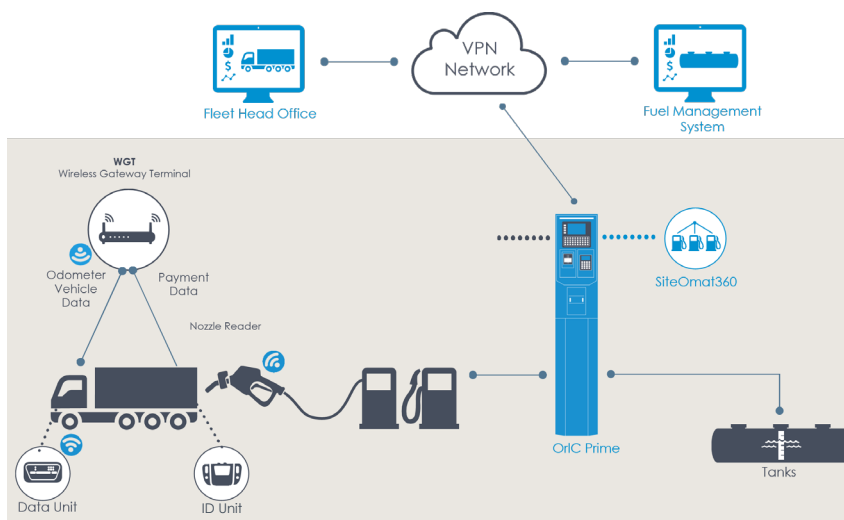 VPN
Network
Fleet Head Office
Fuel Management
System
WGT
Wireless Gateway Terminal
Odometer
Vehicle
Data
Payment
Data
Nozzle Reader
SiteOmat360
OrIC Prime
Tanks
Data Unit
ID Unit